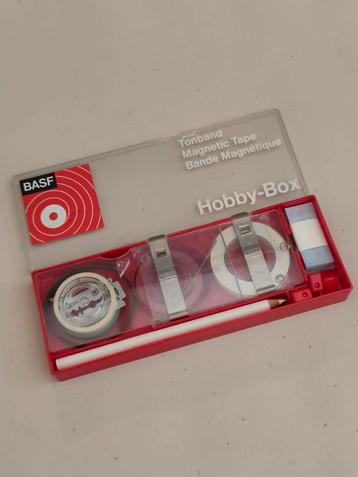 BASF
Tonband
Magnetic Tape
Bande Magnétique
Hobby-Box